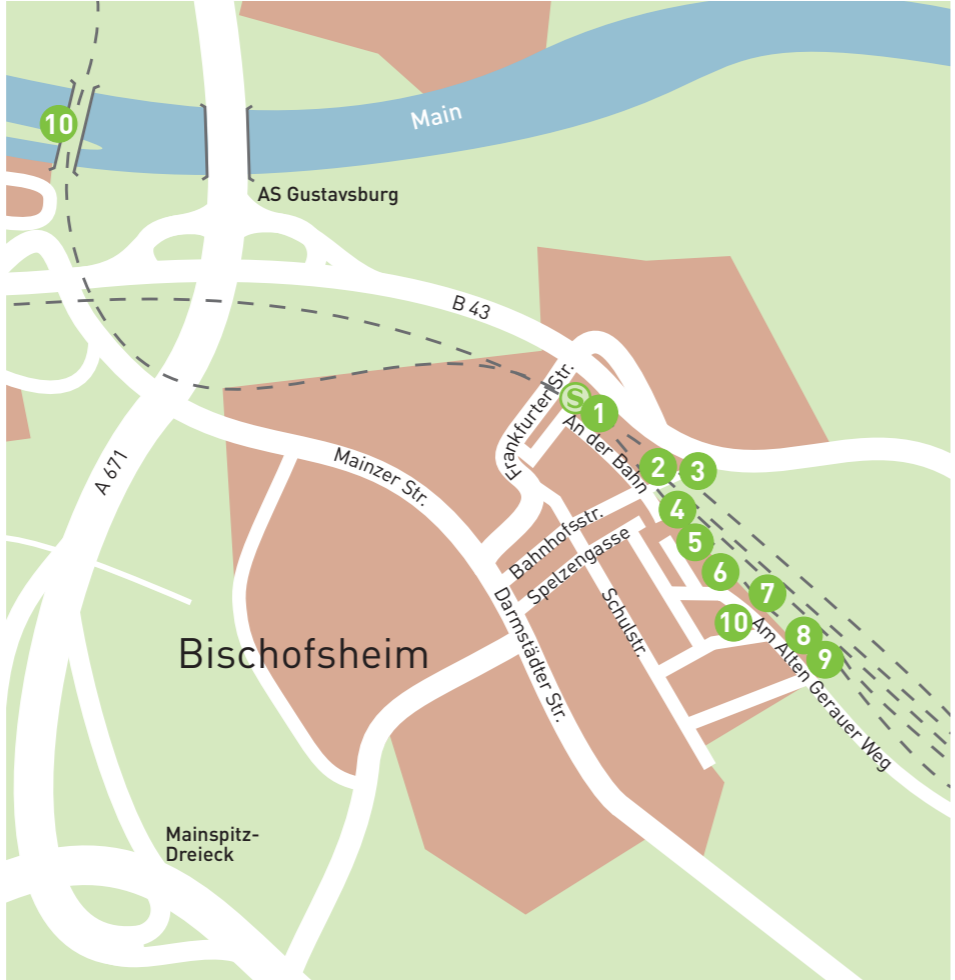 10
Main
AS Gustavsburg
B 43
Frankfurter Str.
S
1
An der Bahn
2
3
A 671
Mainzer Str.
4
Bahnhofsstr.
5
Spelzengasse
6
7
Schulstr.
10
Am Alten Gerauer Weg
8
9
Bischofsheim
Darmstädter Str.
Mainspitz-
Dreieck